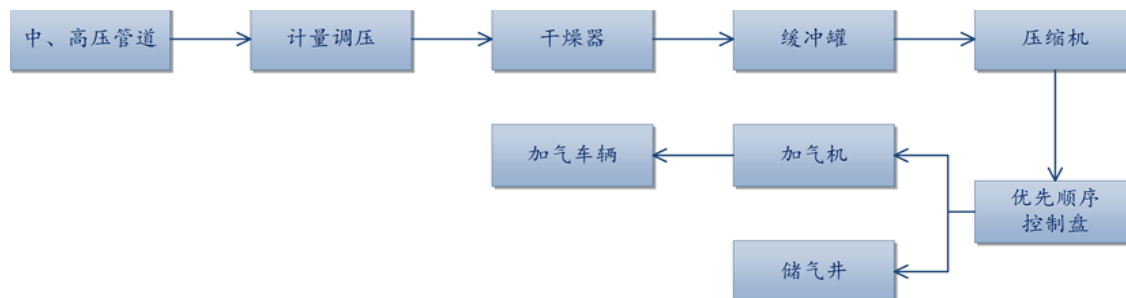 中、高压管道
计量调压
干燥器
缓冲罐
压缩机
加气车辆
加气机
优先顺序
控制盘
储气井